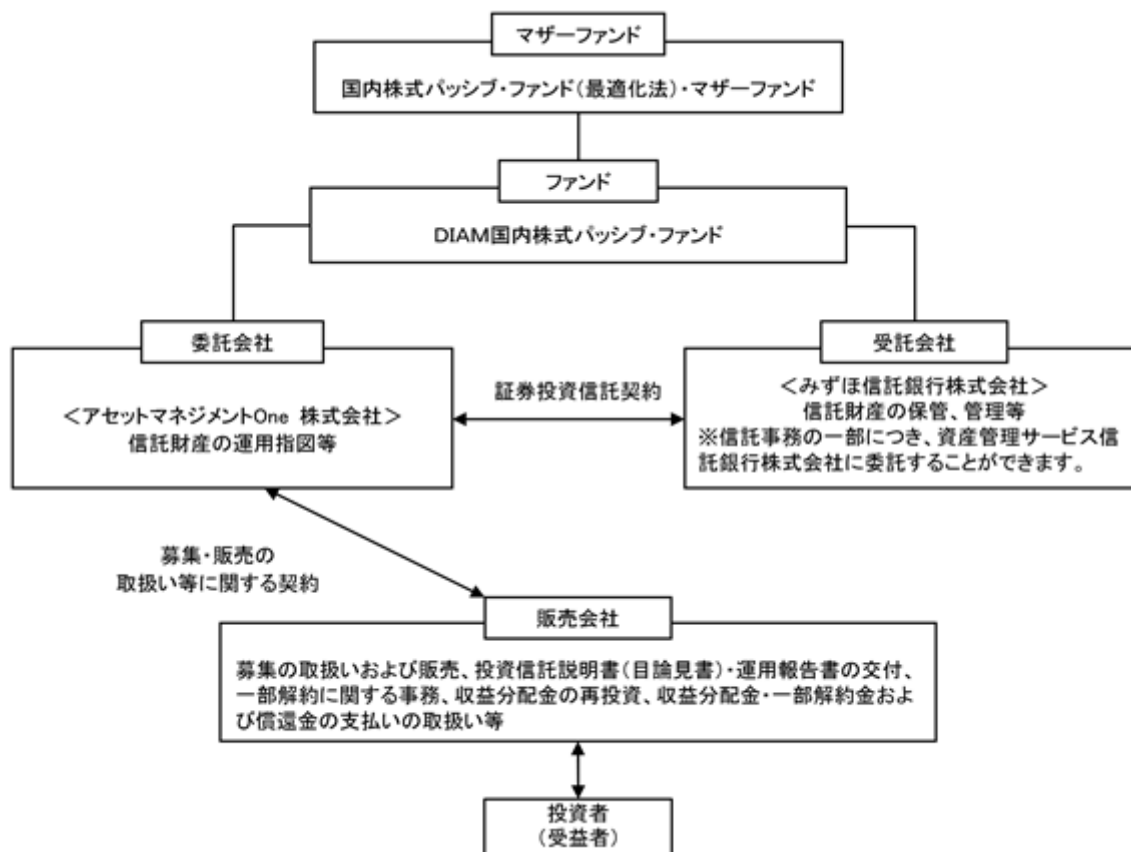 マザーファンド
国内株式パッシブ・ファンド(最適化法)・マザーファンド
ファンド
DIAM国内株式パッシブ・ファンド
委託会社
<アセットマネジメントOne 株式会社>
信託財産の運用指図等
証券投資信託契約
受託会社
<みずほ信託銀行株式会社>
信託財産の保管、管理等
※信託事務の一部につき、資産管理サービス信
託銀行株式会社に委託することができます。
募集・販売の
取扱い等に関する契約
販売会社
募集の取扱いおよび販売、投資信託説明書(目論見書)・運用報告書の交付、
一部解約に関する事務、収益分配金の再投資、収益分配金・一部解約金およ
び償還金の支払いの取扱い等
投資者
(受益者)